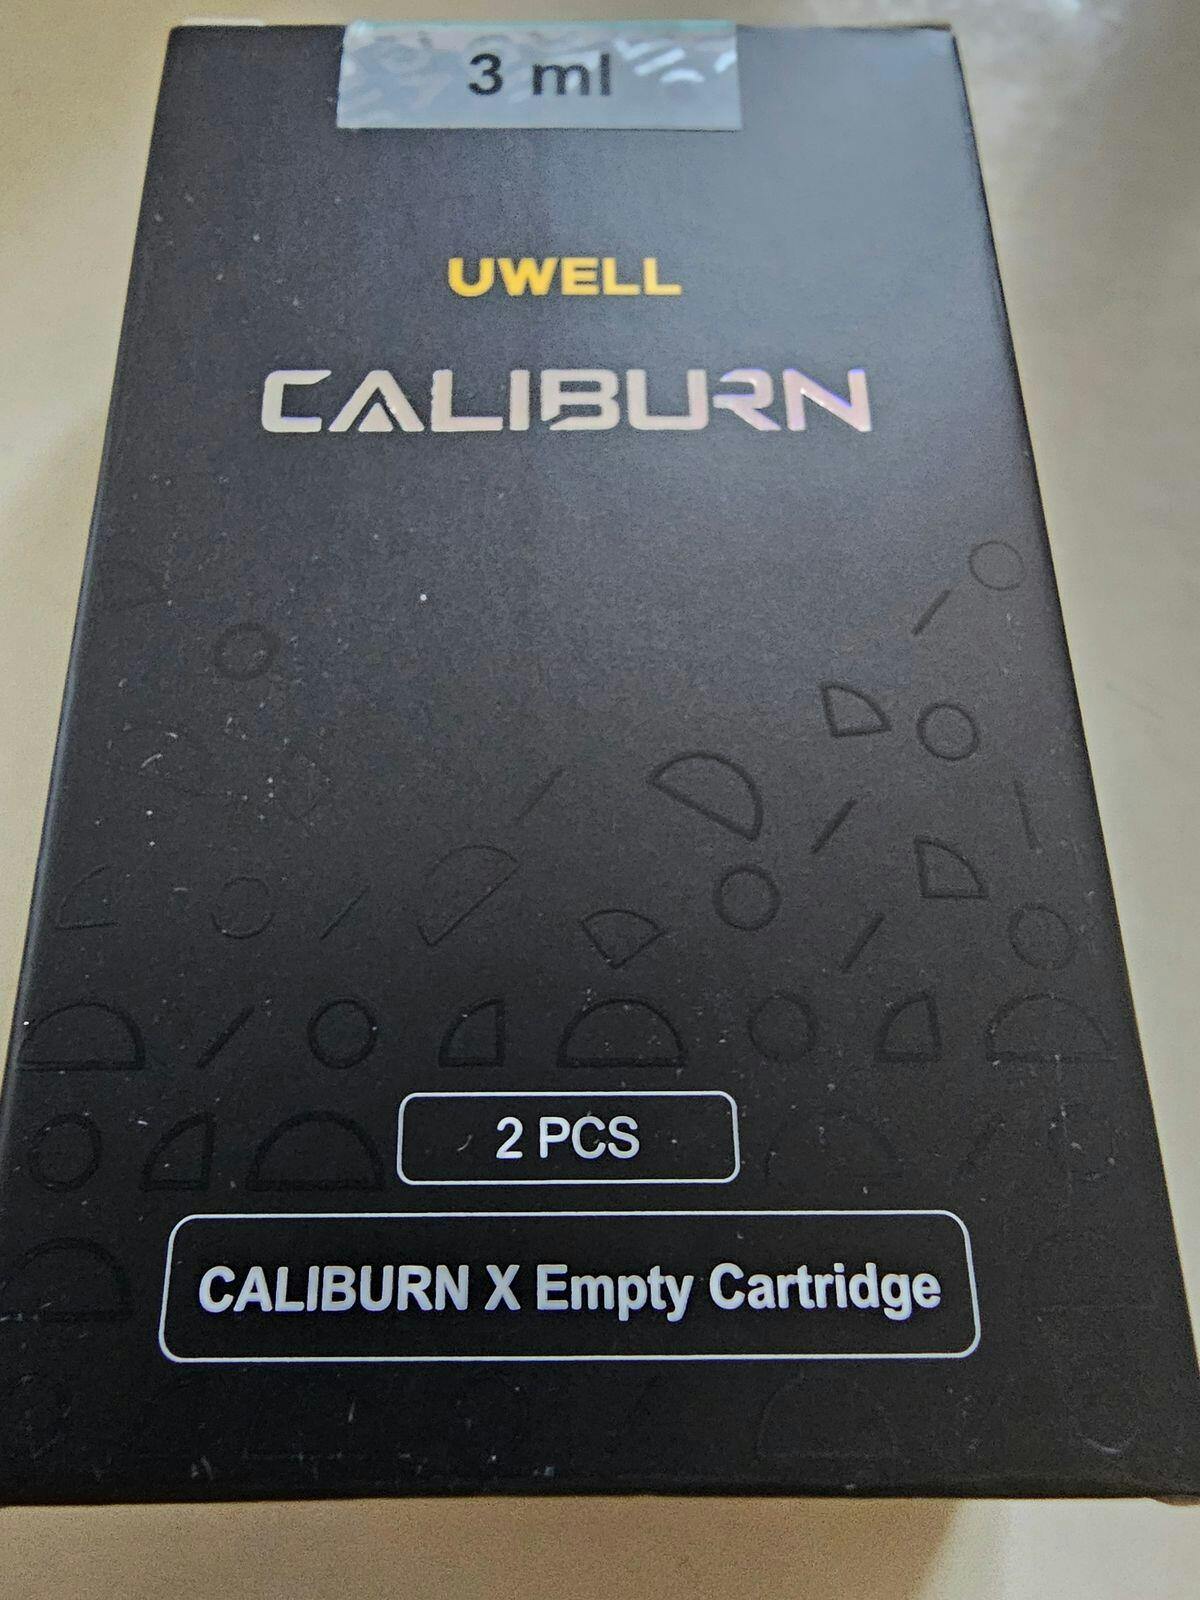 3 ml
UWELL
CALIBURN
2 PCS
CALIBURN X Empty Cartridge